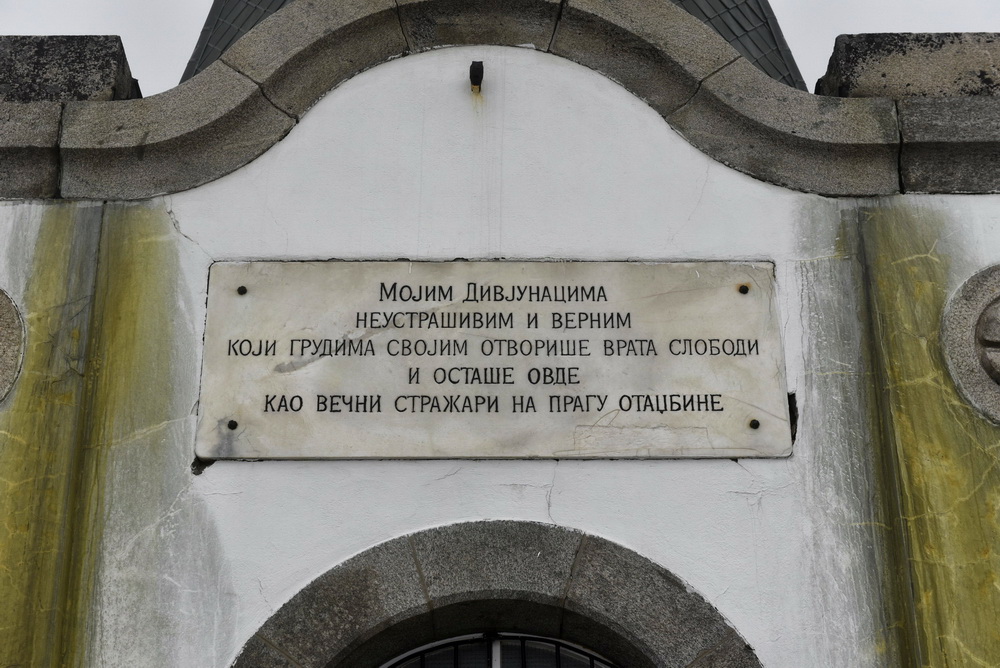 Мојим Дивјунацима
неустрашивим и верним
који грудима својим отворише врата слободи
и осташе овде
као вечни стражари на прагу отаџбине